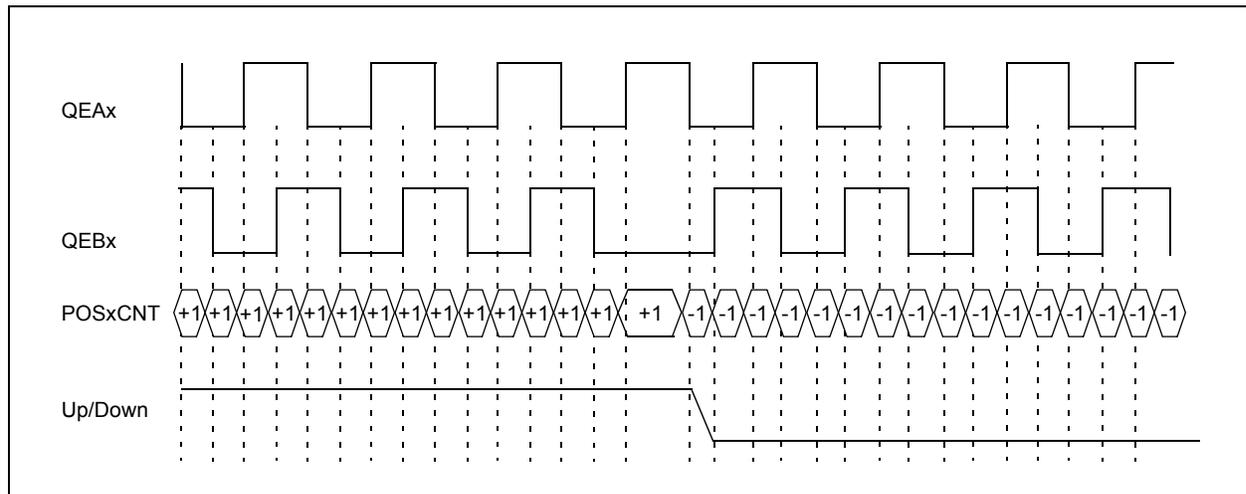 QEAx
QEBx
POSxCNT +1 +1 +1 +1 +1 +1 +1 +1 +1 +1 +1 +1 +1 +1 +1 -1 -1 -1 -1 -1 -1 -1 -1 -1 -1 -1 -1 -1 -1 -1 -1
Up/Down